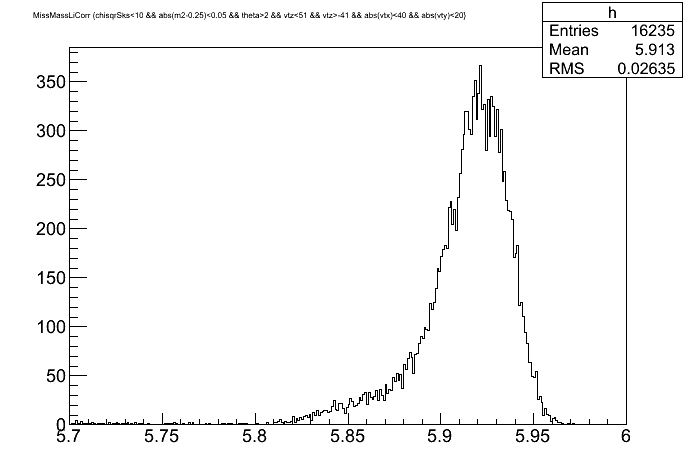 MissMassLiCorr {chisqrSks<10 && abs(m2-0.25)<0.05 && theta>2 && vtz<51 && vtz>-41 && abs(vtx)<40 && abs(vty)<20}
h
Entries 16235
Mean 5.913
RMS 0.02635
350
300
250
200
150
100
50
0
5.7 5.75 5.8 5.85 5.9 5.95 6